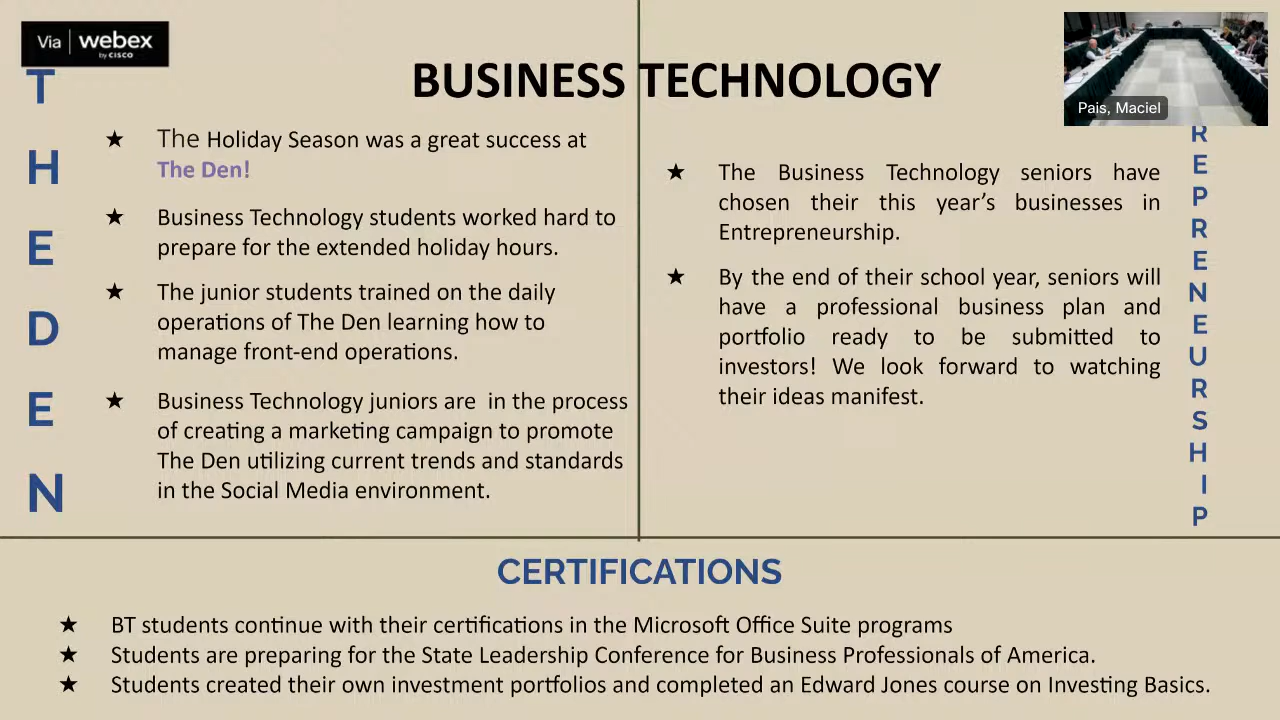 Via webex
by CISCO
BUSINESS TECHNOLOGY
Pais, Maciel
T
H
E
D
E
N
★ The Holiday Season was a great success at
The Den!
★ Business Technology students worked hard to
prepare for the extended holiday hours.
★ The junior students trained on the daily
operations of The Den learning how to
manage front-end operations.
★ Business Technology juniors are in the process
of creating a marketing campaign to promote
The Den utilizing current trends and standards
in the Social Media environment.
★ The Business Technology seniors have
chosen their this year’s businesses in
Entrepreneurship.
★ By the end of their school year, seniors will
have a professional business plan and
portfolio ready to be submitted to
investors! We look forward to watching
their ideas manifest.
R
E
P
R
E
N
E
U
R
S
H
I
P
CERTIFICATIONS
★ BT students continue with their certifications in the Microsoft Office Suite programs
★ Students are preparing for the State Leadership Conference for Business Professionals of America.
★ Students created their own investment portfolios and completed an Edward Jones course on Investing Basics.